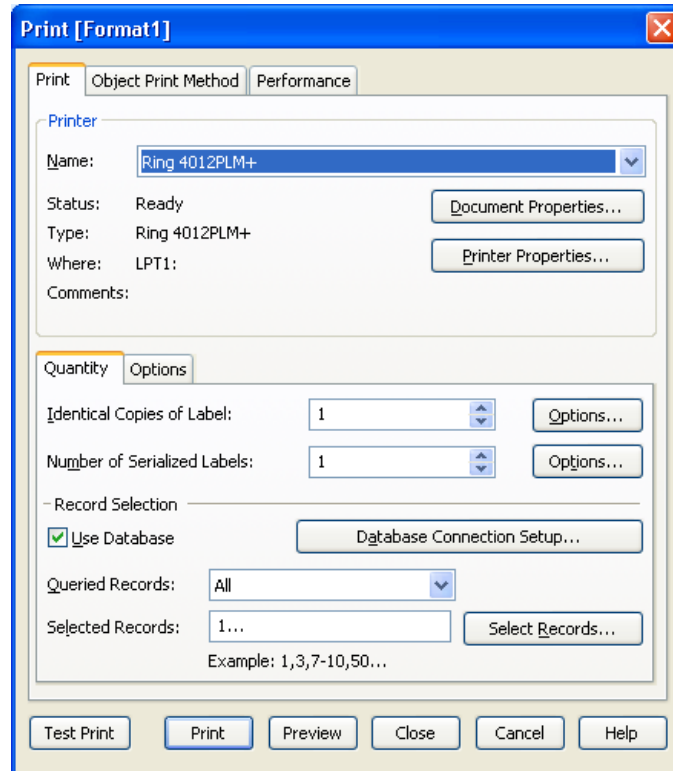 Print [Format1]
Print Object Print Method Performance
Printer
Name: Ring 4012PLM+
Status: Ready Document Properties...
Type: Ring 4012PLM+
Where: LPT1: Printer Properties...
Comments:
Quantity Options
Identical Copies of Label: 1 Options...
Number of Serialized Labels: 1 Options...
Record Selection
Use Database Database Connection Setup...
Queried Records: All
Selected Records: 1... Select Records...
Example: 1,3,7-10,50...
Test Print Print Preview Close Cancel Help